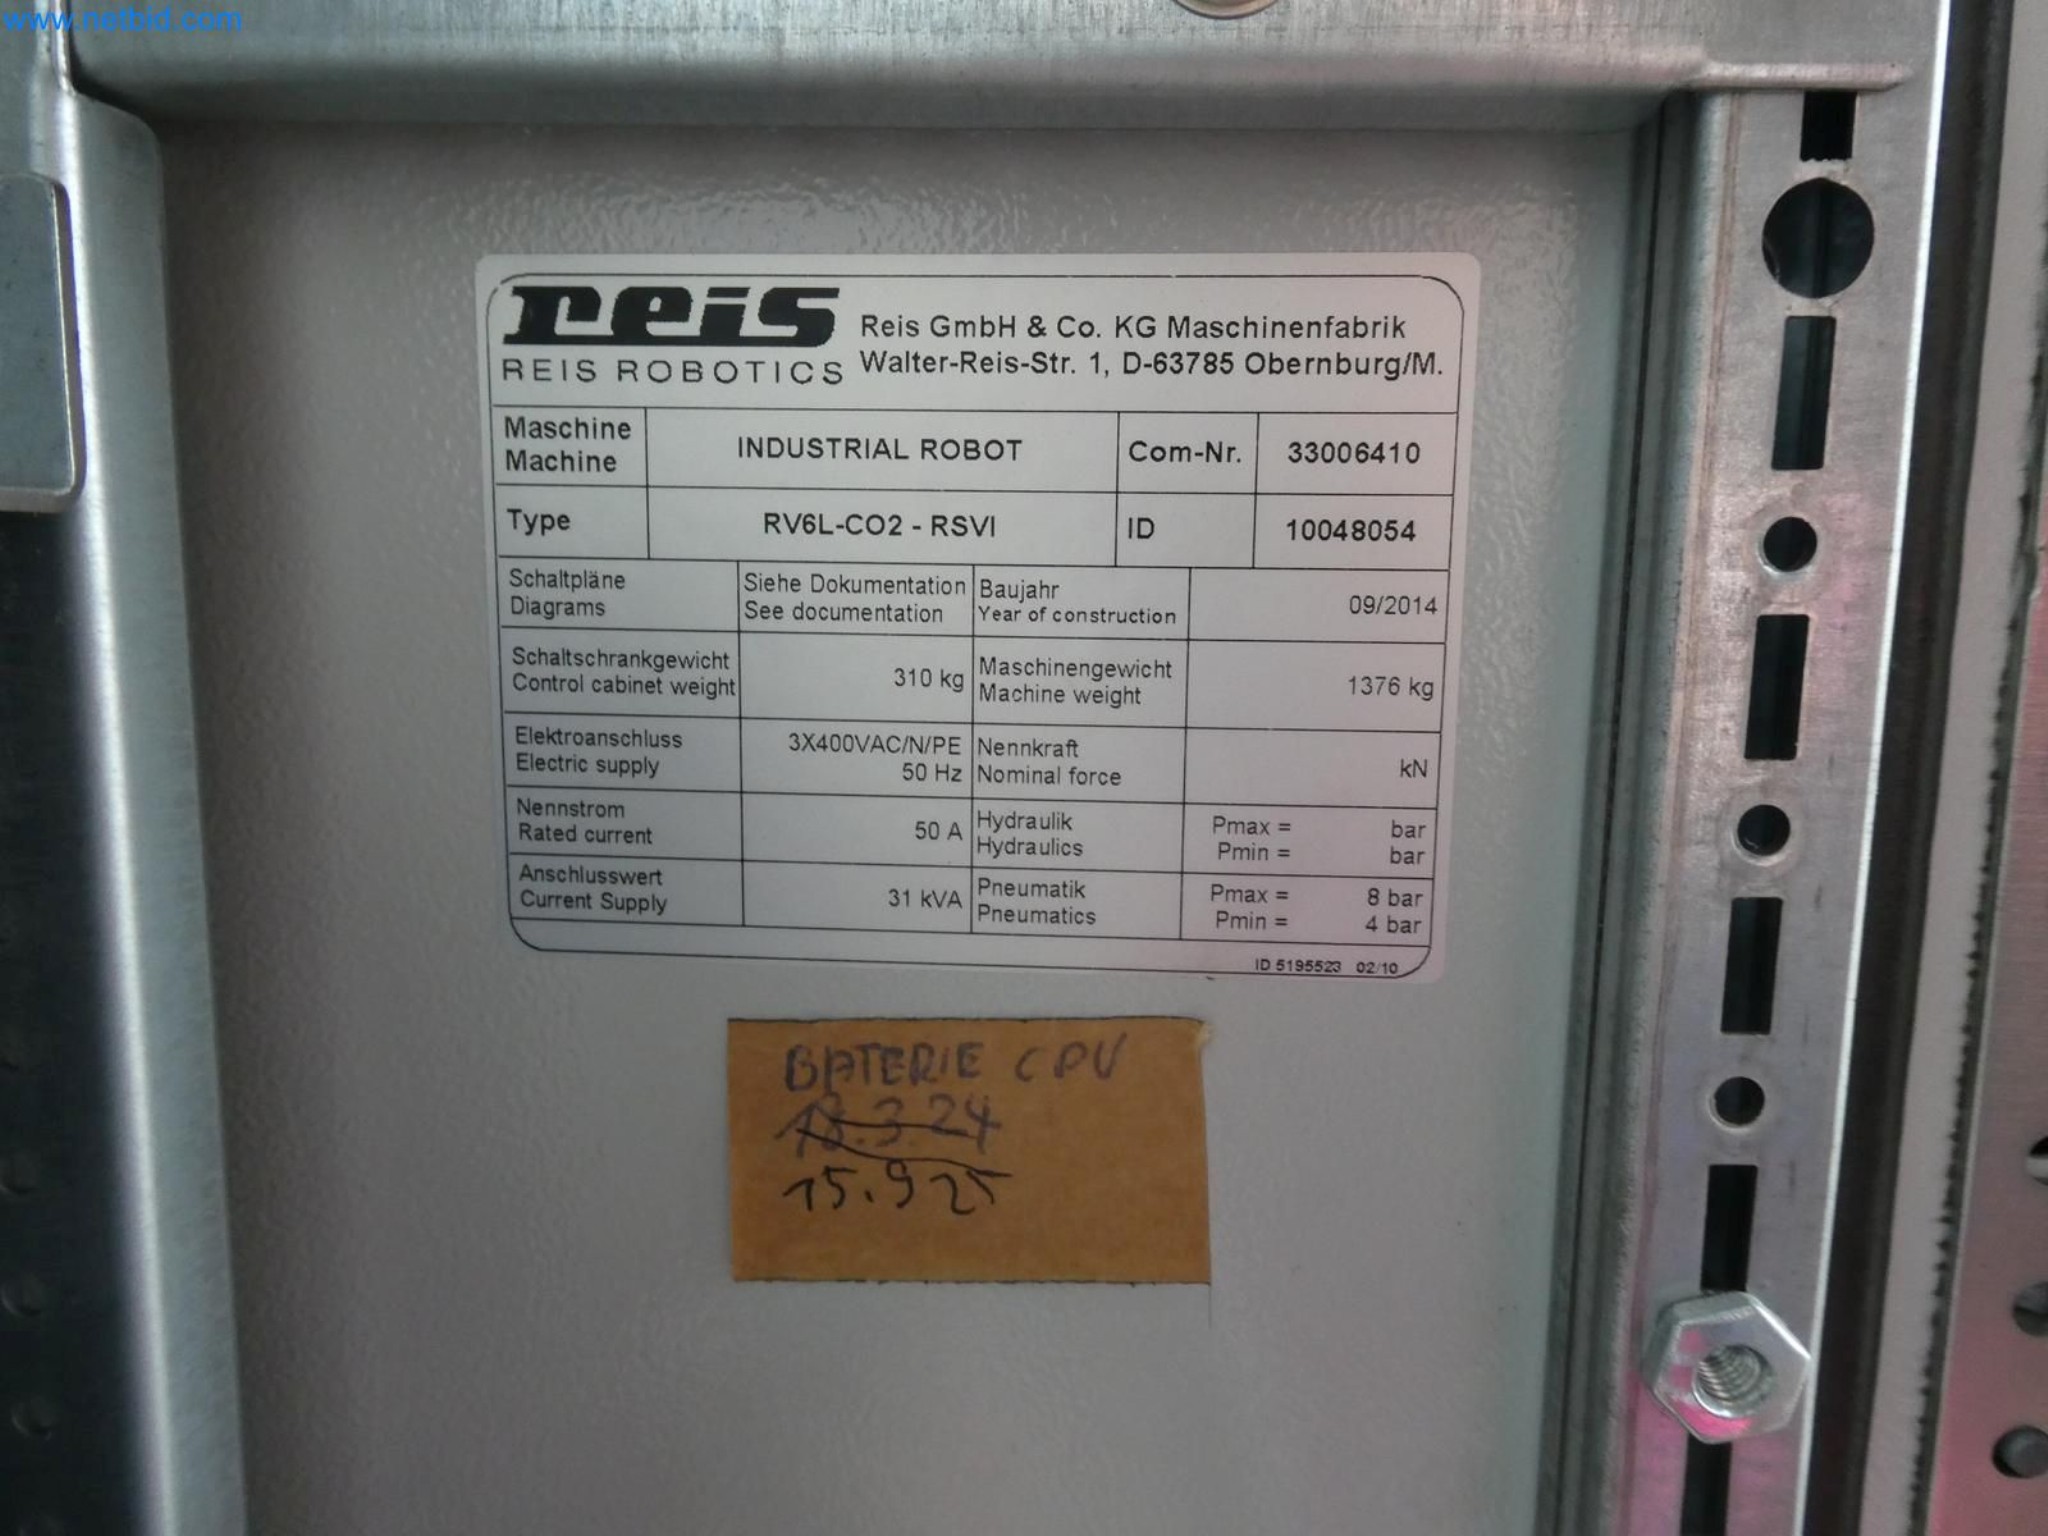 www.netbid.com
reis
REIS ROBOTICS
Reis GmbH & Co. KG Maschinenfabrik
Walter-Reis-Str. 1, D-63785 Obernburg/M.
Maschine
Machine
INDUSTRIAL ROBOT
Com-Nr.
33006410
Type
RV6L-CO2 - RSVI
ID
10048054
Schaltpläne
Diagrams
Siehe Dokumentation
See documentation
Baujahr
Year of construction
09/2014
Schaltschrankgewicht
Control cabinet weight
310 kg
Maschinengewicht
Machine weight
1376 kg
Elektroanschluss
Electric supply
3X400VAC/N/PE
50 Hz
Nennkraft
Nominal force
kN
Nennstrom
Rated current
50 A
Hydraulik
Hydraulics
Pmax = bar
Pmin = bar
Anschlusswert
Current Supply
31 kVA
Pneumatik
Pneumatics
Pmax = 8 bar
Pmin = 4 bar
ID 5195523 02/10
BATERIE CPU
18.3.24
15.9 25